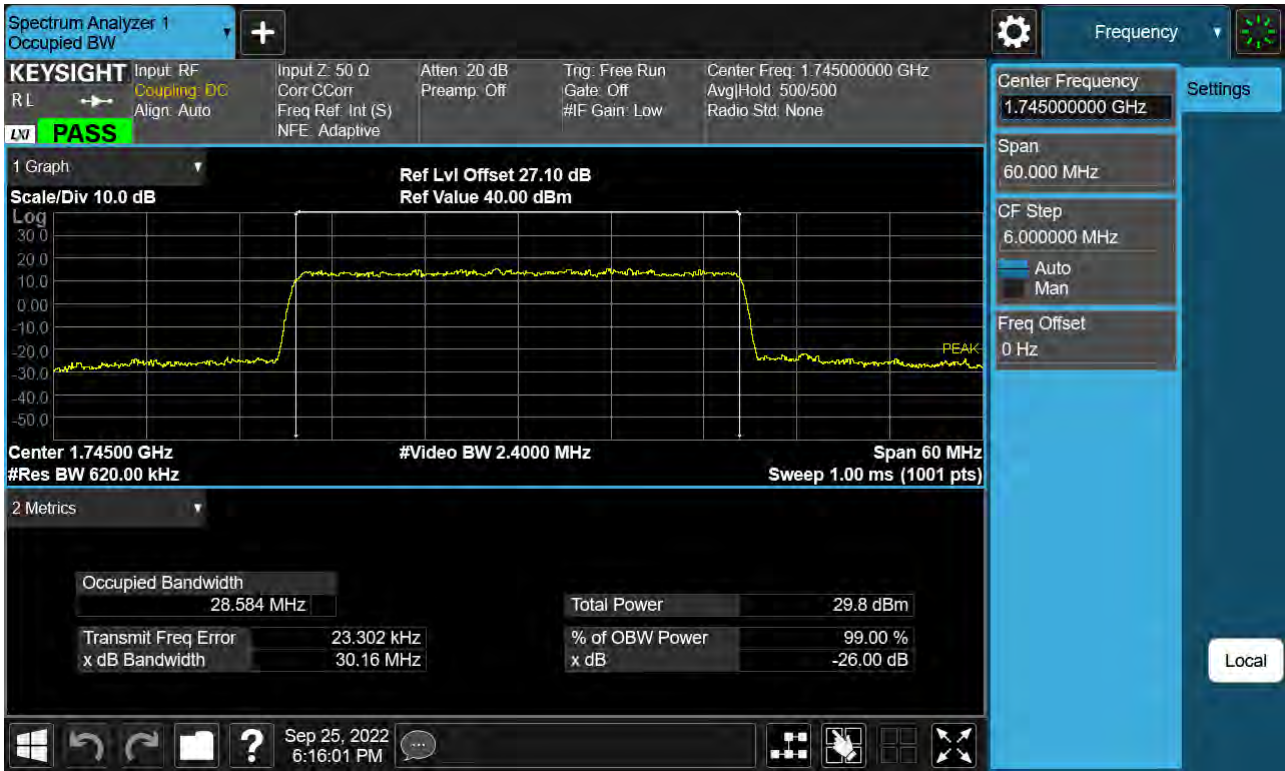 Spectrum Analyzer 1
Occupied BW
+
Frequency
KEYSIGHT
RL
LXI
PASS
Input: RF
Coupling: DC
Align: Auto
Input Z: 50 Ω
Corr CCorr
Freq Ref: Int (S)
NFE: Adaptive
Atten: 20 dB
Preamp: Off
Trig: Free Run
Gate: Off
#IF Gain: Low
Center Freq: 1.745000000 GHz
Avg|Hold: 500/500
Radio Std: None
Center Frequency
1.745000000 GHz
Settings
Span
60.000 MHz
CF Step
6.000000 MHz
Auto
Man
Freq Offset
0 Hz
1 Graph
Scale/Div 10.0 dB
Ref Lvl Offset 27.10 dB
Ref Value 40.00 dBm
Log
30.0
20.0
10.0
0.00
-10.0
-20.0
-30.0
-40.0
-50.0
PEAK
Center 1.74500 GHz
#Video BW 2.4000 MHz
Span 60 MHz
#Res BW 620.00 kHz
Sweep 1.00 ms (1001 pts)
2 Metrics
Occupied Bandwidth
28.584 MHz
Total Power 29.8 dBm
Transmit Freq Error 23.302 kHz
% of OBW Power 99.00 %
x dB Bandwidth 30.16 MHz
x dB -26.00 dB
Local
?
Sep 25, 2022
6:16:01 PM